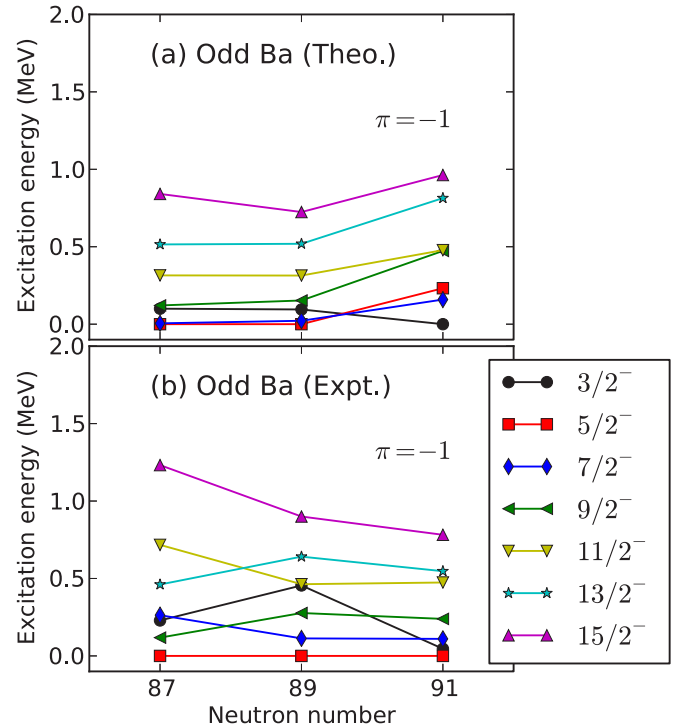 2.0
(a) Odd Ba (Theo.)
1.5
π=−1
1.0
0.5
0.0
Excitation energy (MeV)
2.0
(b) Odd Ba (Expt.)
1.5
π=−1
1.0
0.5
0.0
Excitation energy (MeV)
87 89 91
Neutron number
3/2⁻
5/2⁻
7/2⁻
9/2⁻
11/2⁻
13/2⁻
15/2⁻